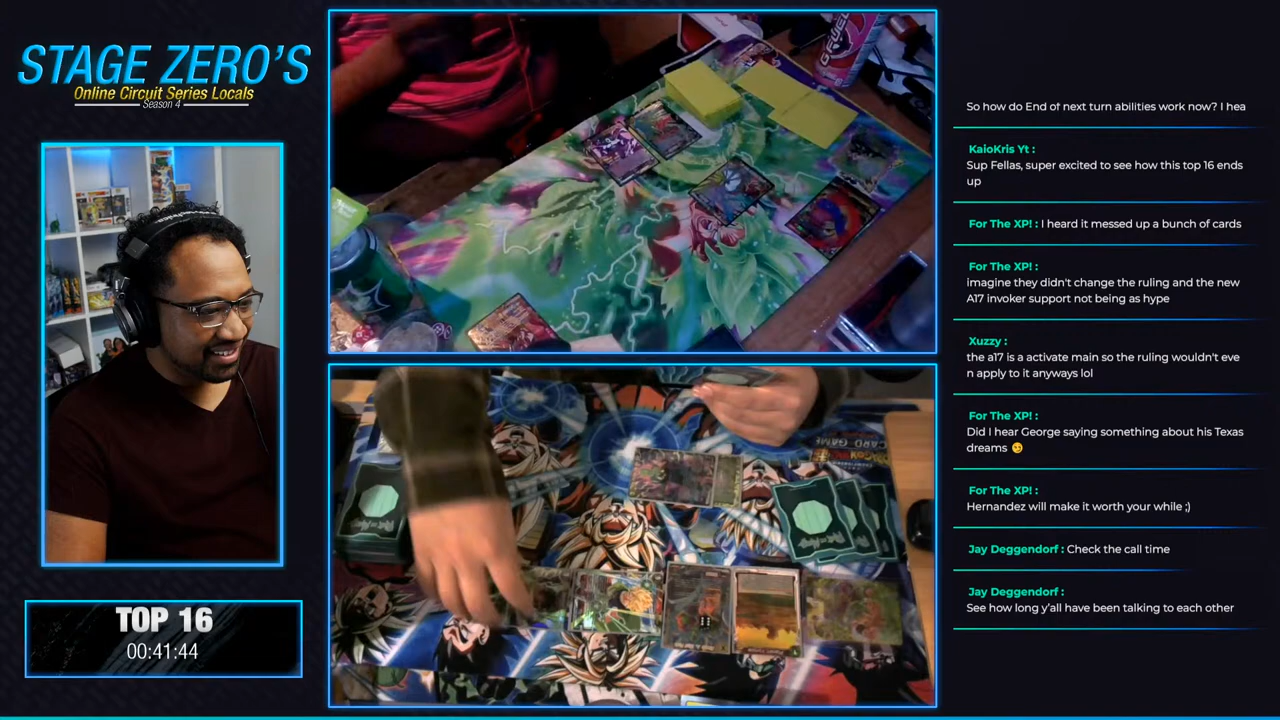 STAGE ZERO'S
Online Circuit Series Locals
Season 4
TOP 16
00:41:44
CARD GAME
So how do End of next turn abilities work now? I hea
KaioKris Yt :
Sup Fellas, super excited to see how this top 16 ends
up
For The XP! : I heard it messed up a bunch of cards
For The XP! :
imagine they didn't change the ruling and the new
A17 invoker support not being as hype
Xuzzy :
the a17 is a activate main so the ruling wouldn't eve
n apply to it anyways lol
For The XP! :
Did I hear George saying something about his Texas
dreams 😏
For The XP! :
Hernandez will make it worth your while ;)
Jay Deggendorf : Check the call time
Jay Deggendorf :
See how long y'all have been talking to each other